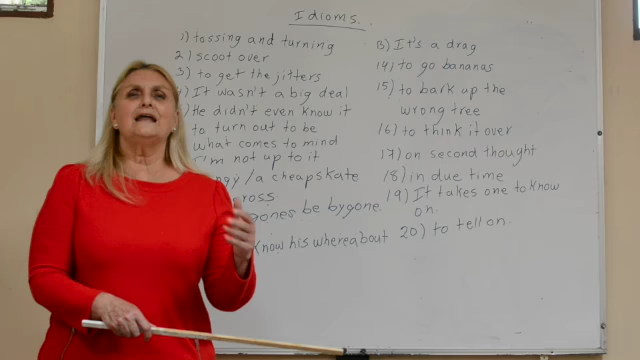 Idioms.
1) tossing and turning
2) scoot over
3) to get the jitters
) It wasn't a big deal
) He didn't even know it
to turn out to be
what comes to mind
I'm not up to it
/ a cheapskate
ross
gones be bygone.
know his whereabout
13) It's a drag
14) to go bananas
15) to bark up the
wrong tree
16) to think it over
17) on second thought
18) in due time
19) It takes one to know
on.
20) to tell on.